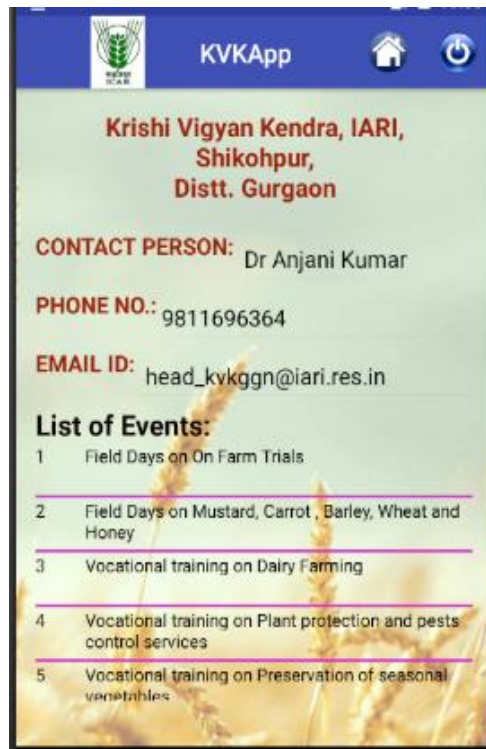 KVKApp
Krishi Vigyan Kendra, IARI,
Shikohpur,
Distt. Gurgaon
CONTACT PERSON: Dr Anjani Kumar
PHONE NO.: 9811696364
EMAIL ID: head_kvkggn@iari.res.in
List of Events:
1 Field Days on On Farm Trials
2 Field Days on Mustard, Carrot , Barley, Wheat and
Honey
3 Vocational training on Dairy Farming
4 Vocational training on Plant protection and pests
control services
5 Vocational training on Preservation of seasonal
vegetables